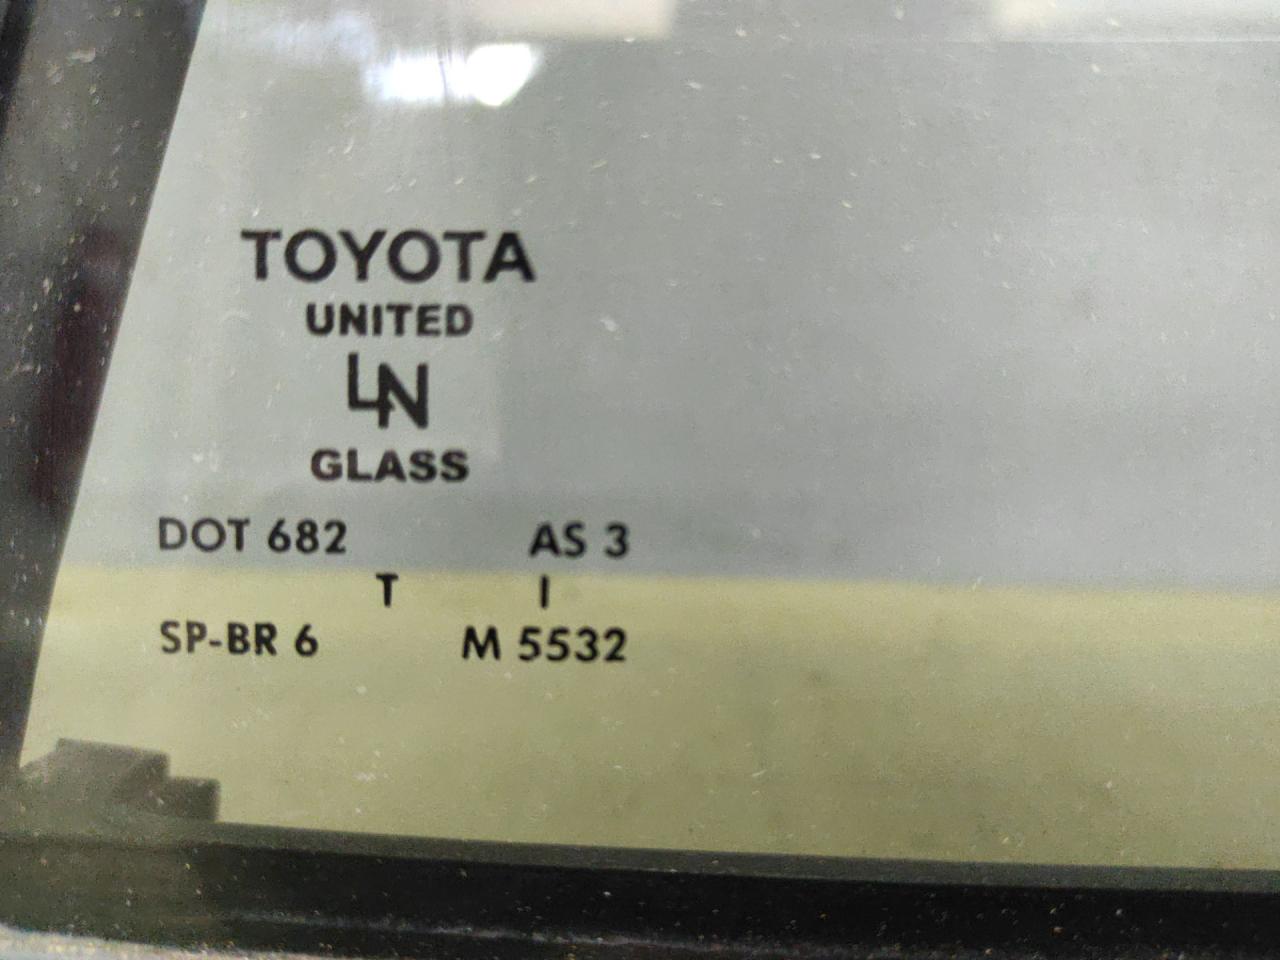 TOYOTA
UNITED
LN
GLASS
DOT 682 AS 3
T I
SP-BR 6 M 5532